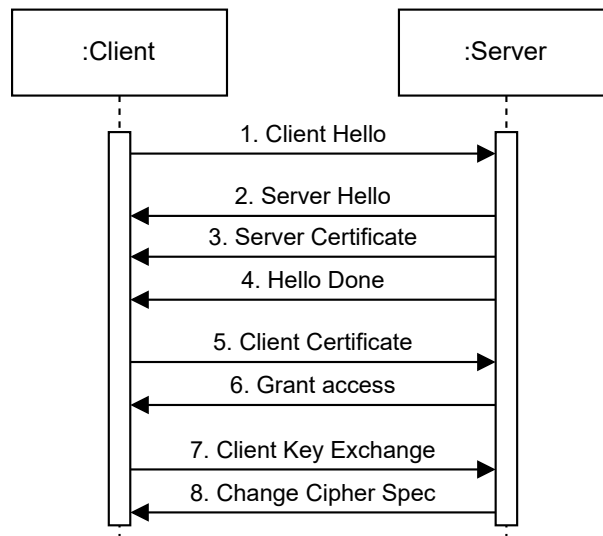 :Client
:Server
1. Client Hello
2. Server Hello
3. Server Certificate
4. Hello Done
5. Client Certificate
6. Grant access
7. Client Key Exchange
8. Change Cipher Spec